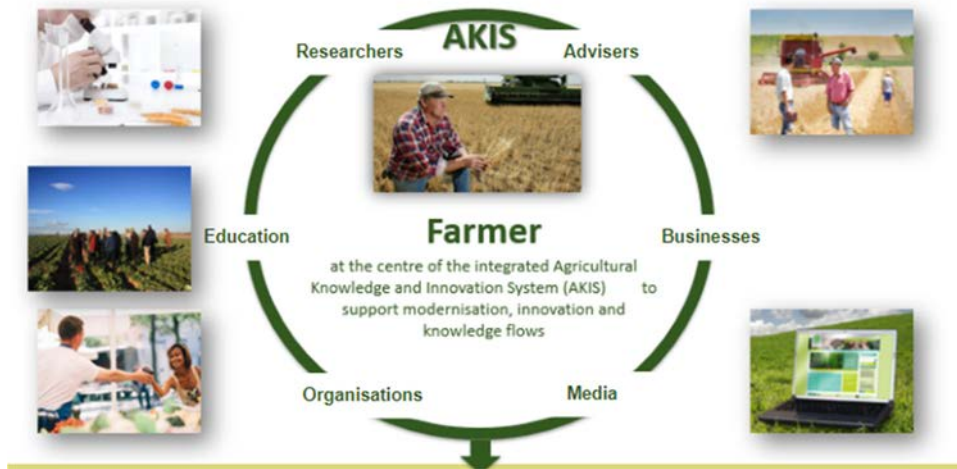 AKIS
Researchers
Advisers
Education
Farmer
Businesses
at the centre of the integrated Agricultural
Knowledge and Innovation System (AKIS) to
support modernisation, innovation and
knowledge flows
Organisations
Media